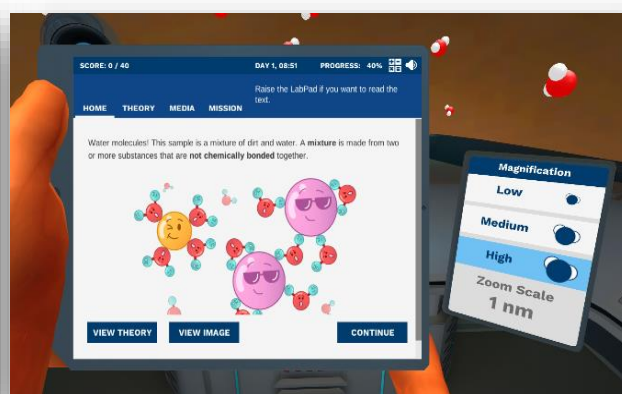 SCORE: 0 / 40 DAY 1, 08:51 PROGRESS: 40%
Raise the LabPad if you want to read the
text.
HOME THEORY MEDIA MISSION
Water molecules! This sample is a mixture of dirt and water. A mixture is made from two
or more substances that are not chemically bonded together.
VIEW THEORY VIEW IMAGE CONTINUE
Magnification
Low
Medium
High
Zoom Scale
1 nm